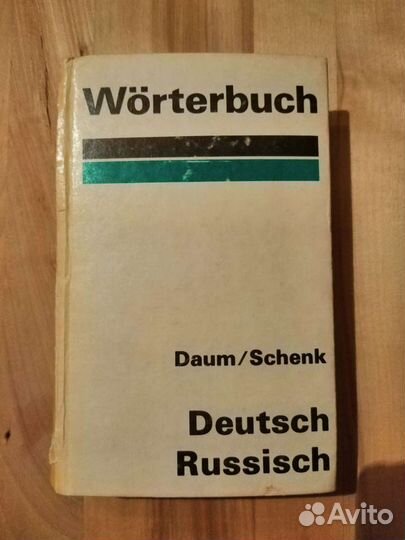 Wörterbuch
Daum/Schenk
Deutsch
Russisch
Avito